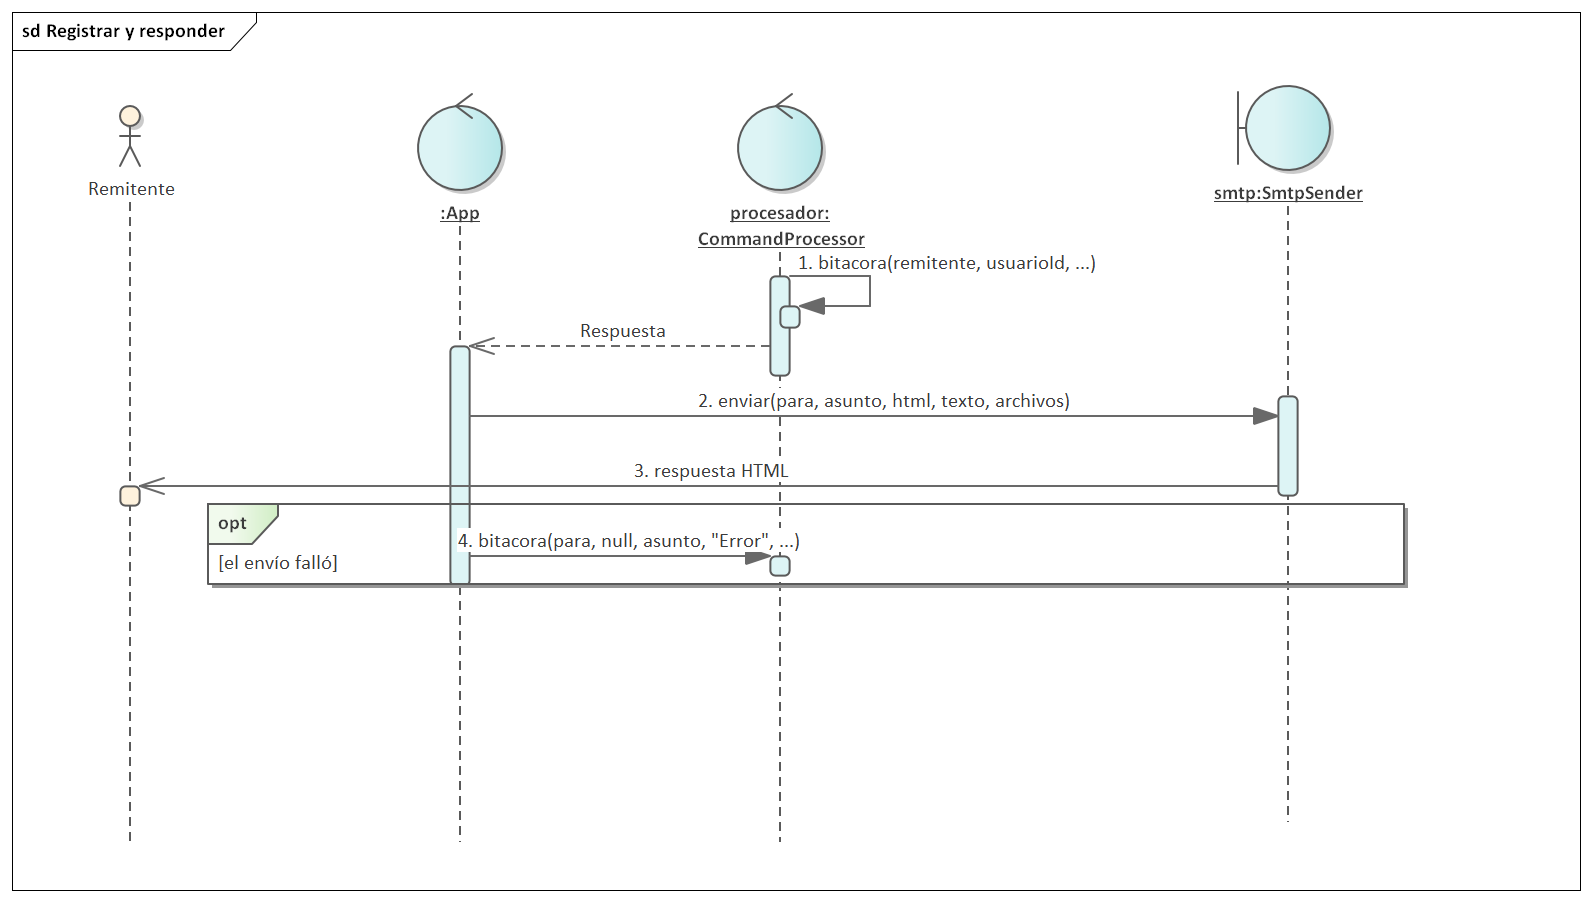 sd Registrar y responder
Remitente
:App
procesador:
CommandProcessor
smtp:SmtpSender
1. bitacora(remitente, usuarioId, ...)
Respuesta
2. enviar(para, asunto, html, texto, archivos)
3. respuesta HTML
opt
4. bitacora(para, null, asunto, "Error", ...)
[el envío falló]